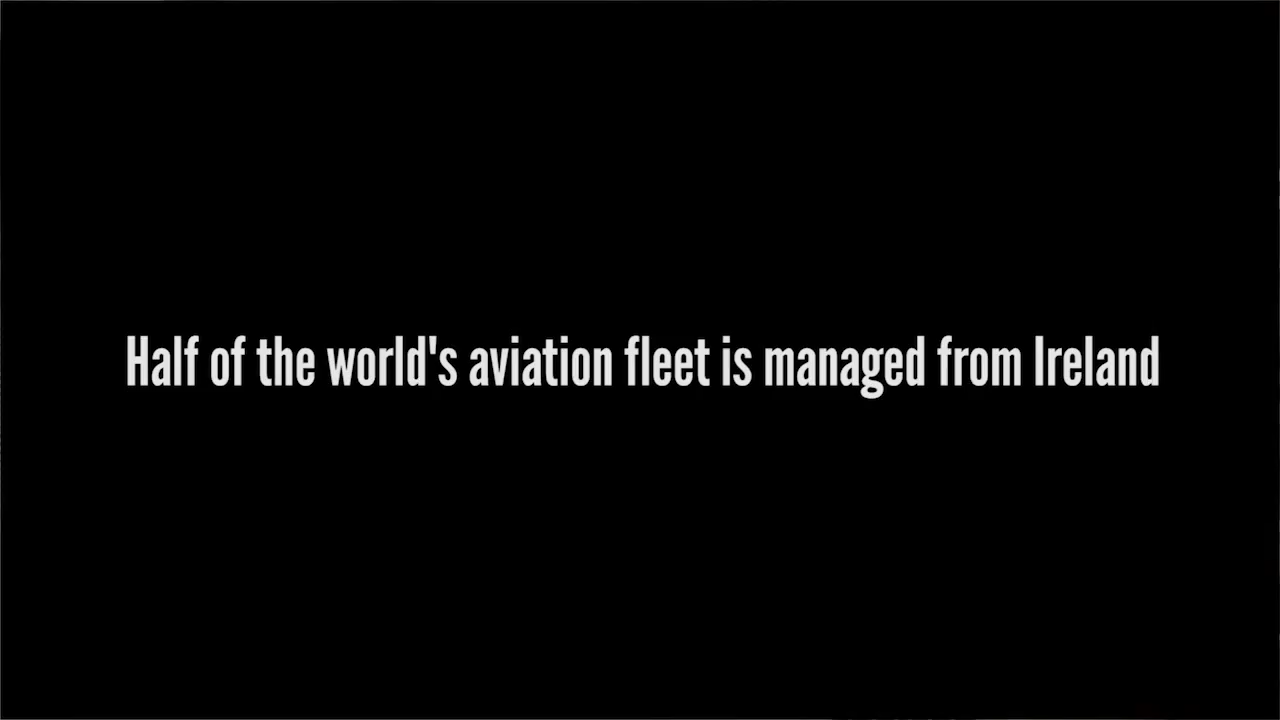 Half of the world's aviation fleet is managed from Ireland